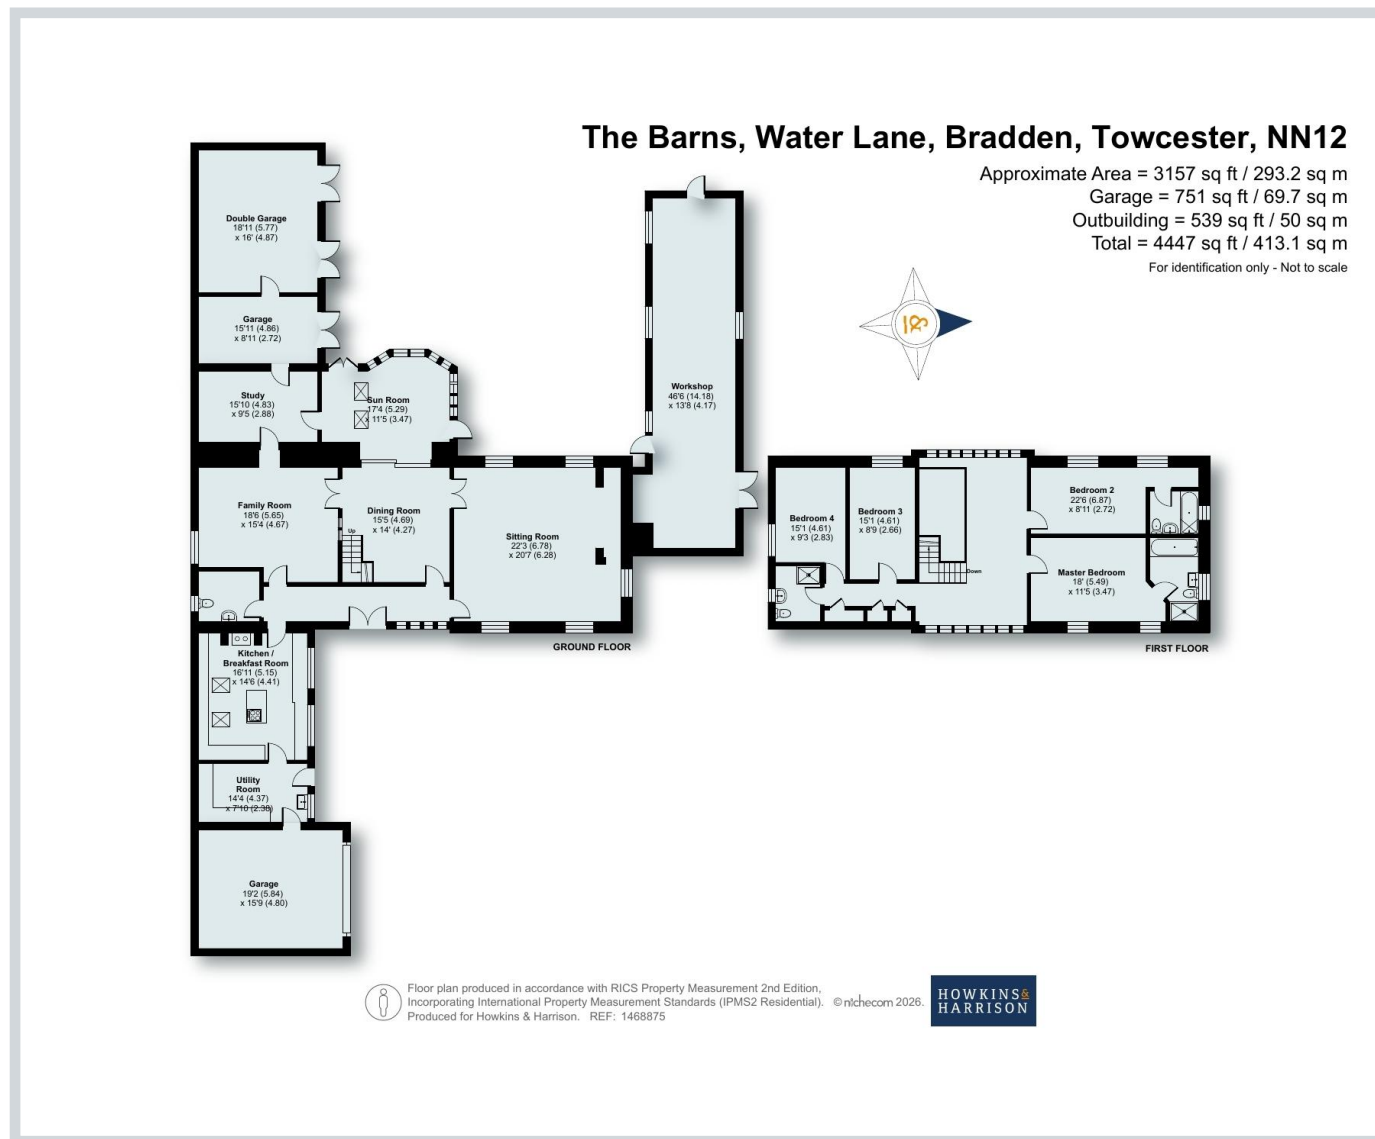 The Barns, Water Lane, Bradden, Towcester, NN12
Approximate Area = 3157 sq ft / 293.2 sq m
Garage = 751 sq ft / 69.7 sq m
Outbuilding = 539 sq ft / 50 sq m
Total = 4447 sq ft / 413.1 sq m
For identification only - Not to scale
Double Garage
18'11 (5.77)
x 16' (4.87)
Garage
15'11 (4.86)
x 8'11 (2.72)
Study
15'10 (4.83)
x 9'5 (2.88)
Sun Room
17'4 (5.29)
x 11'5 (3.47)
Workshop
46'6 (14.18)
x 13'8 (4.17)
Family Room
18'6 (5.65)
x 15'4 (4.67)
Dining Room
15'5 (4.69)
x 14' (4.27)
Up
Sitting Room
22'3 (6.78)
x 20'7 (6.28)
Kitchen /
Breakfast Room
16'11 (5.15)
x 14'6 (4.41)
Utility
Room
14'4 (4.37)
x 7'10 (2.38)
Garage
19'2 (5.84)
x 15'9 (4.80)
GROUND FLOOR
Bedroom 4
15'1 (4.61)
x 9'3 (2.83)
Bedroom 3
15'1 (4.61)
x 8'9 (2.66)
Down
Bedroom 2
22'6 (6.87)
x 8'11 (2.72)
Master Bedroom
18' (5.49)
x 11'5 (3.47)
FIRST FLOOR
Floor plan produced in accordance with RICS Property Measurement 2nd Edition,
Incorporating International Property Measurement Standards (IPMS2 Residential). © nichecom 2026.
Produced for Howkins & Harrison. REF: 1468875
HOWKINS&
HARRISON